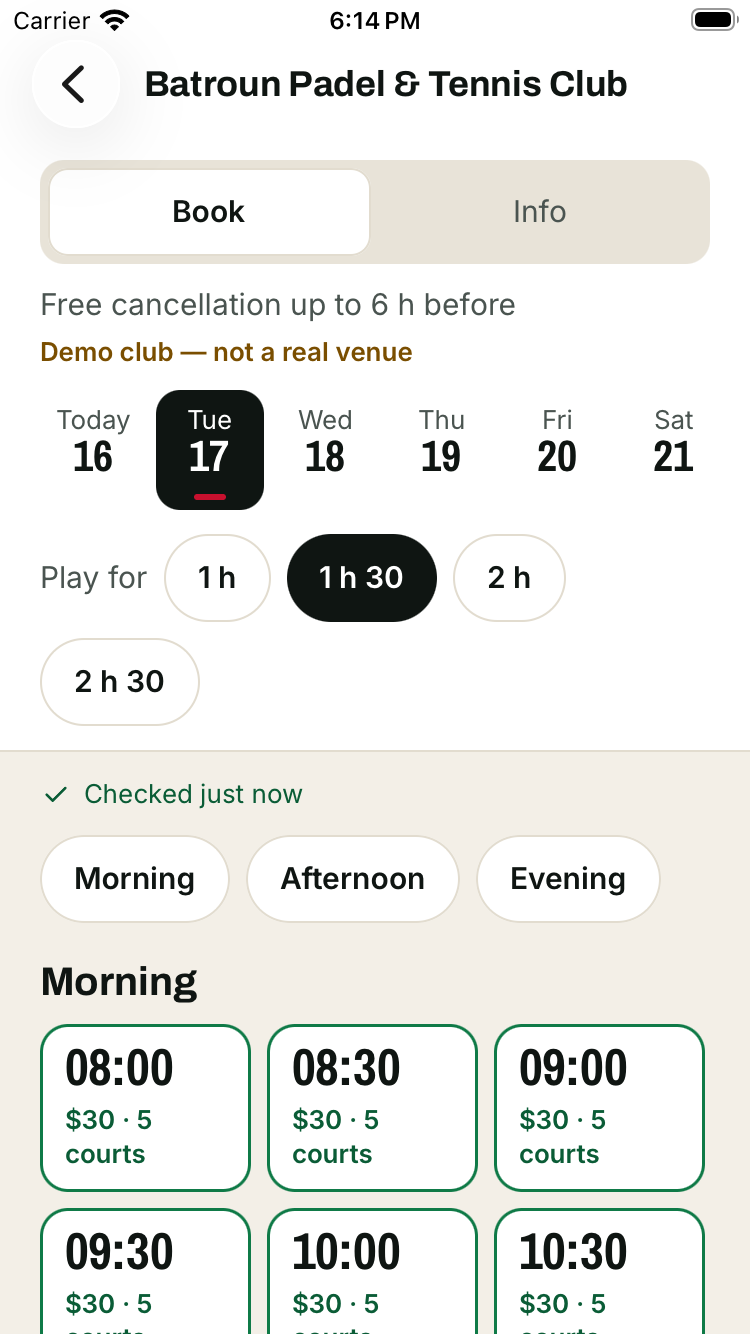 Carrier 6:14 PM
Batroun Padel & Tennis Club
Book Info
Free cancellation up to 6 h before
Demo club — not a real venue
Today Tue Wed Thu Fri Sat
16 17 18 19 20 21
Play for 1 h 1 h 30 2 h
2 h 30
Checked just now
Morning Afternoon Evening
Morning
08:00 08:30 09:00
$30 · 5 $30 · 5 $30 · 5
courts courts courts
09:30 10:00 10:30
$30 · 5 $30 · 5 $30 · 5